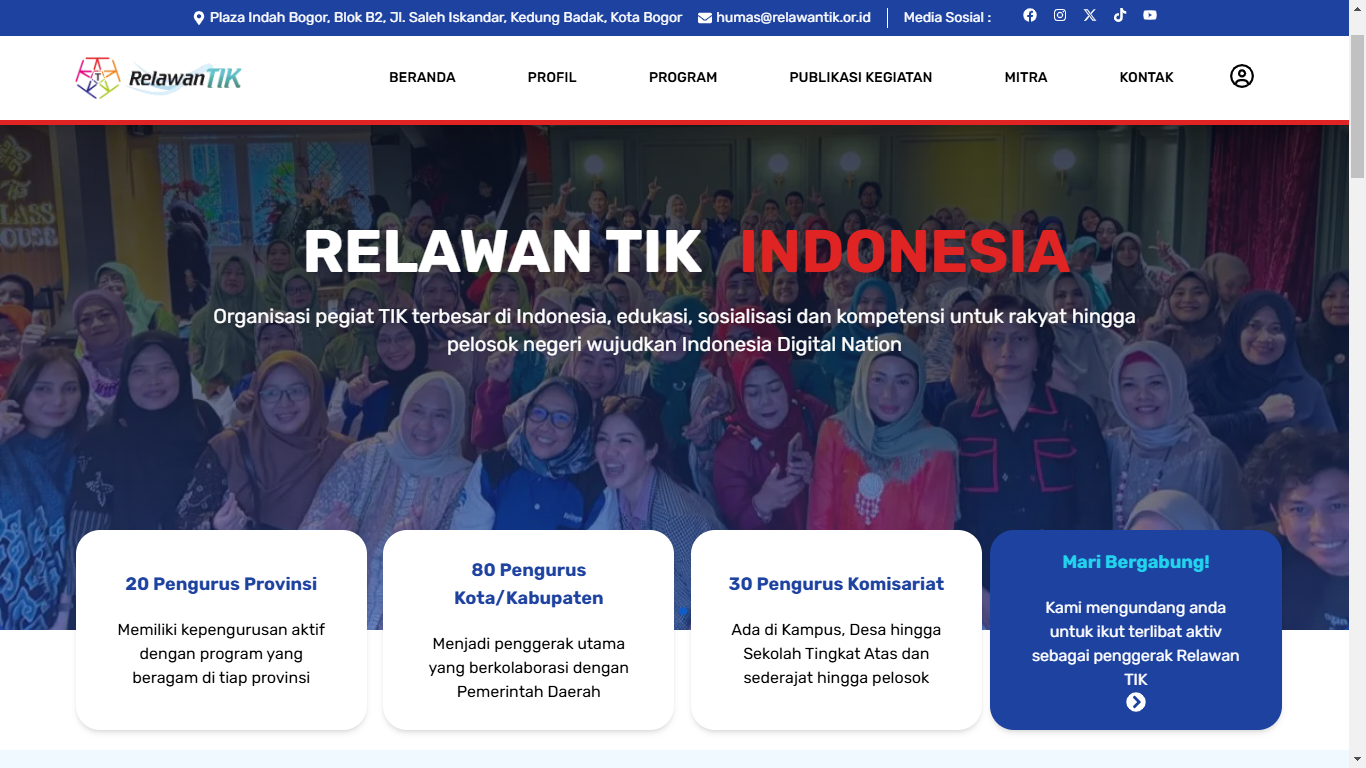 Plaza Indah Bogor, Blok B2, Jl. Saleh Iskandar, Kedung Badak, Kota Bogor humas@relawantik.or.id Media Sosial :
RelawanTIK BERANDA PROFIL PROGRAM PUBLIKASI KEGIATAN MITRA KONTAK
RELAWAN TIK INDONESIA
Organisasi pegiat TIK terbesar di Indonesia, edukasi, sosialisasi dan kompetensi untuk rakyat hingga
pelosok negeri wujudkan Indonesia Digital Nation
20 Pengurus Provinsi
Memiliki kepengurusan aktif
dengan program yang
beragam di tiap provinsi
80 Pengurus
Kota/Kabupaten
Menjadi penggerak utama
yang berkolaborasi dengan
Pemerintah Daerah
30 Pengurus Komisariat
Ada di Kampus, Desa hingga
Sekolah Tingkat Atas dan
sederajat hingga pelosok
Mari Bergabung!
Kami mengundang anda
untuk ikut terlibat aktiv
sebagai penggerak Relawan
TIK